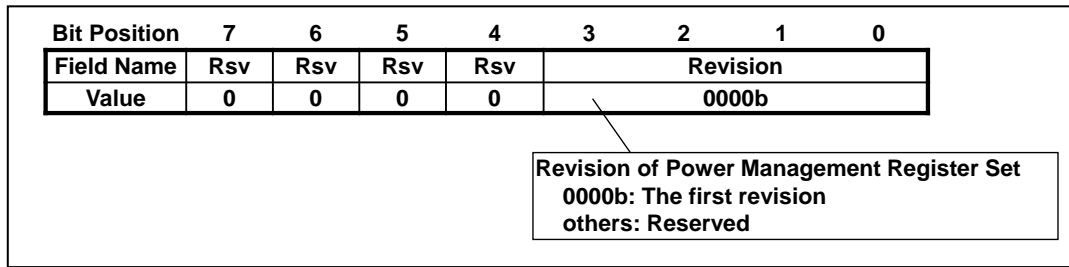 Bit Position 7 6 5 4 3 2 1 0
Field Name Rsv Rsv Rsv Rsv Revision
Value 0 0 0 0 0000b
Revision of Power Management Register Set
0000b: The first revision
others: Reserved